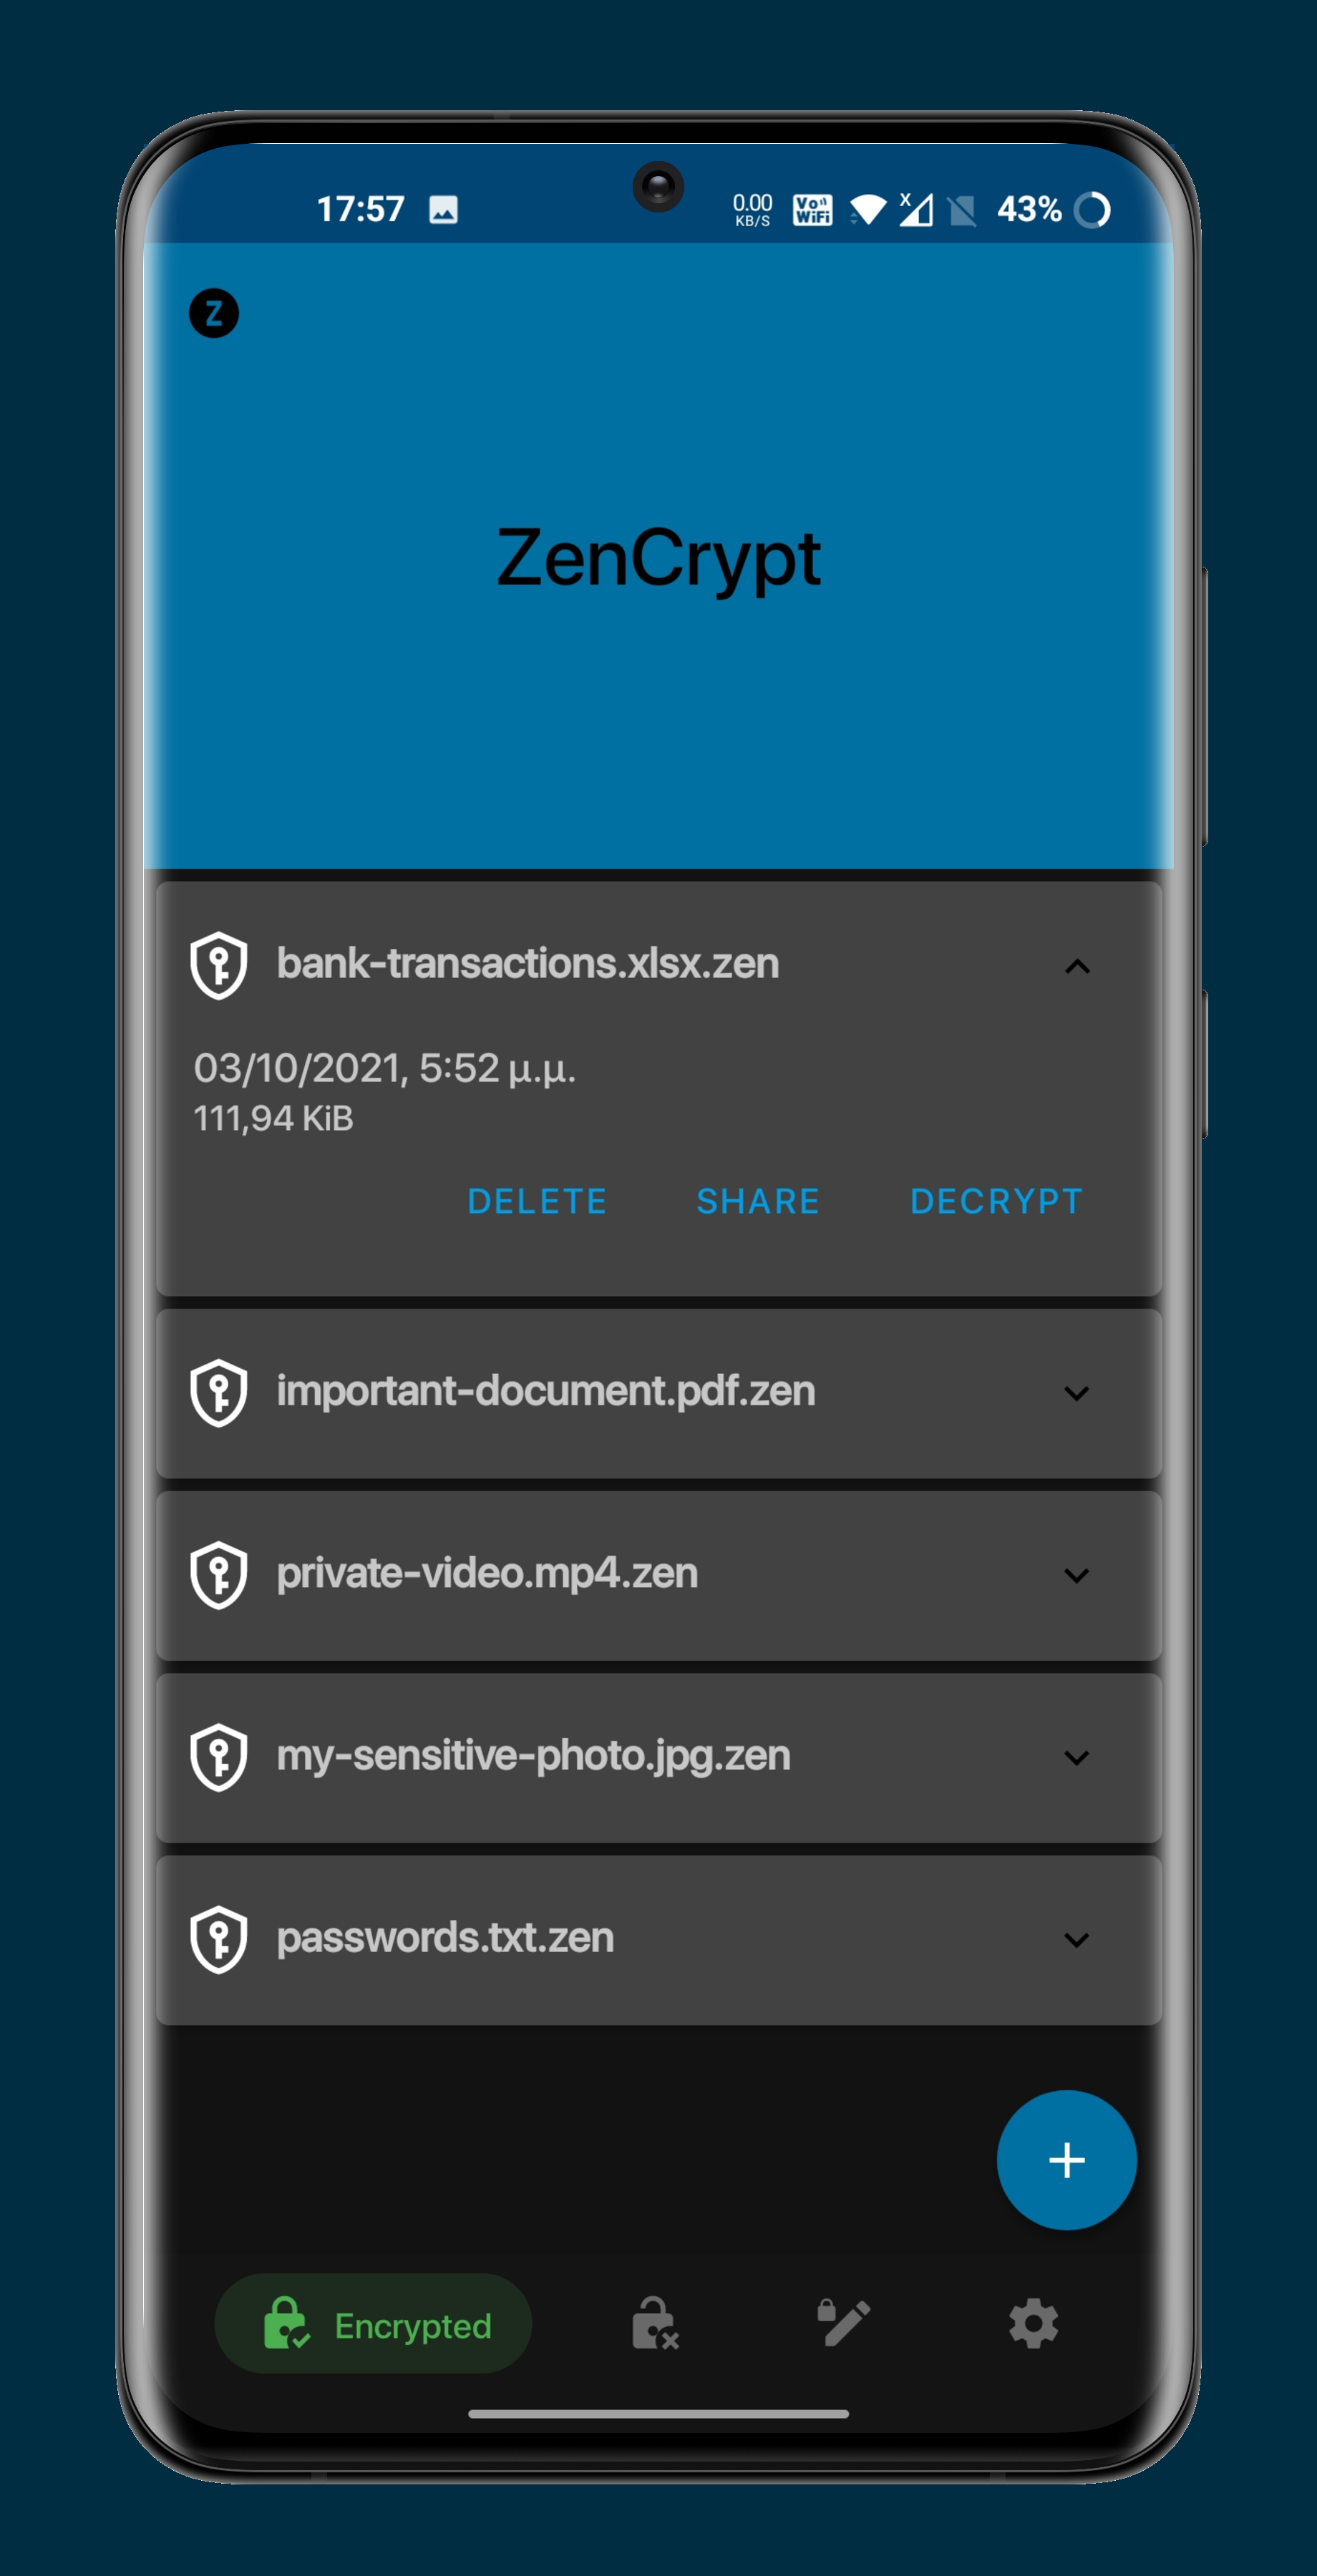 17:57
0.00
KB/S
Vo
WiFi
X
43%
Z
ZenCrypt
bank-transactions.xlsx.zen
03/10/2021, 5:52 μ.μ.
111,94 KiB
DELETE SHARE DECRYPT
important-document.pdf.zen
private-video.mp4.zen
my-sensitive-photo.jpg.zen
passwords.txt.zen
Encrypted